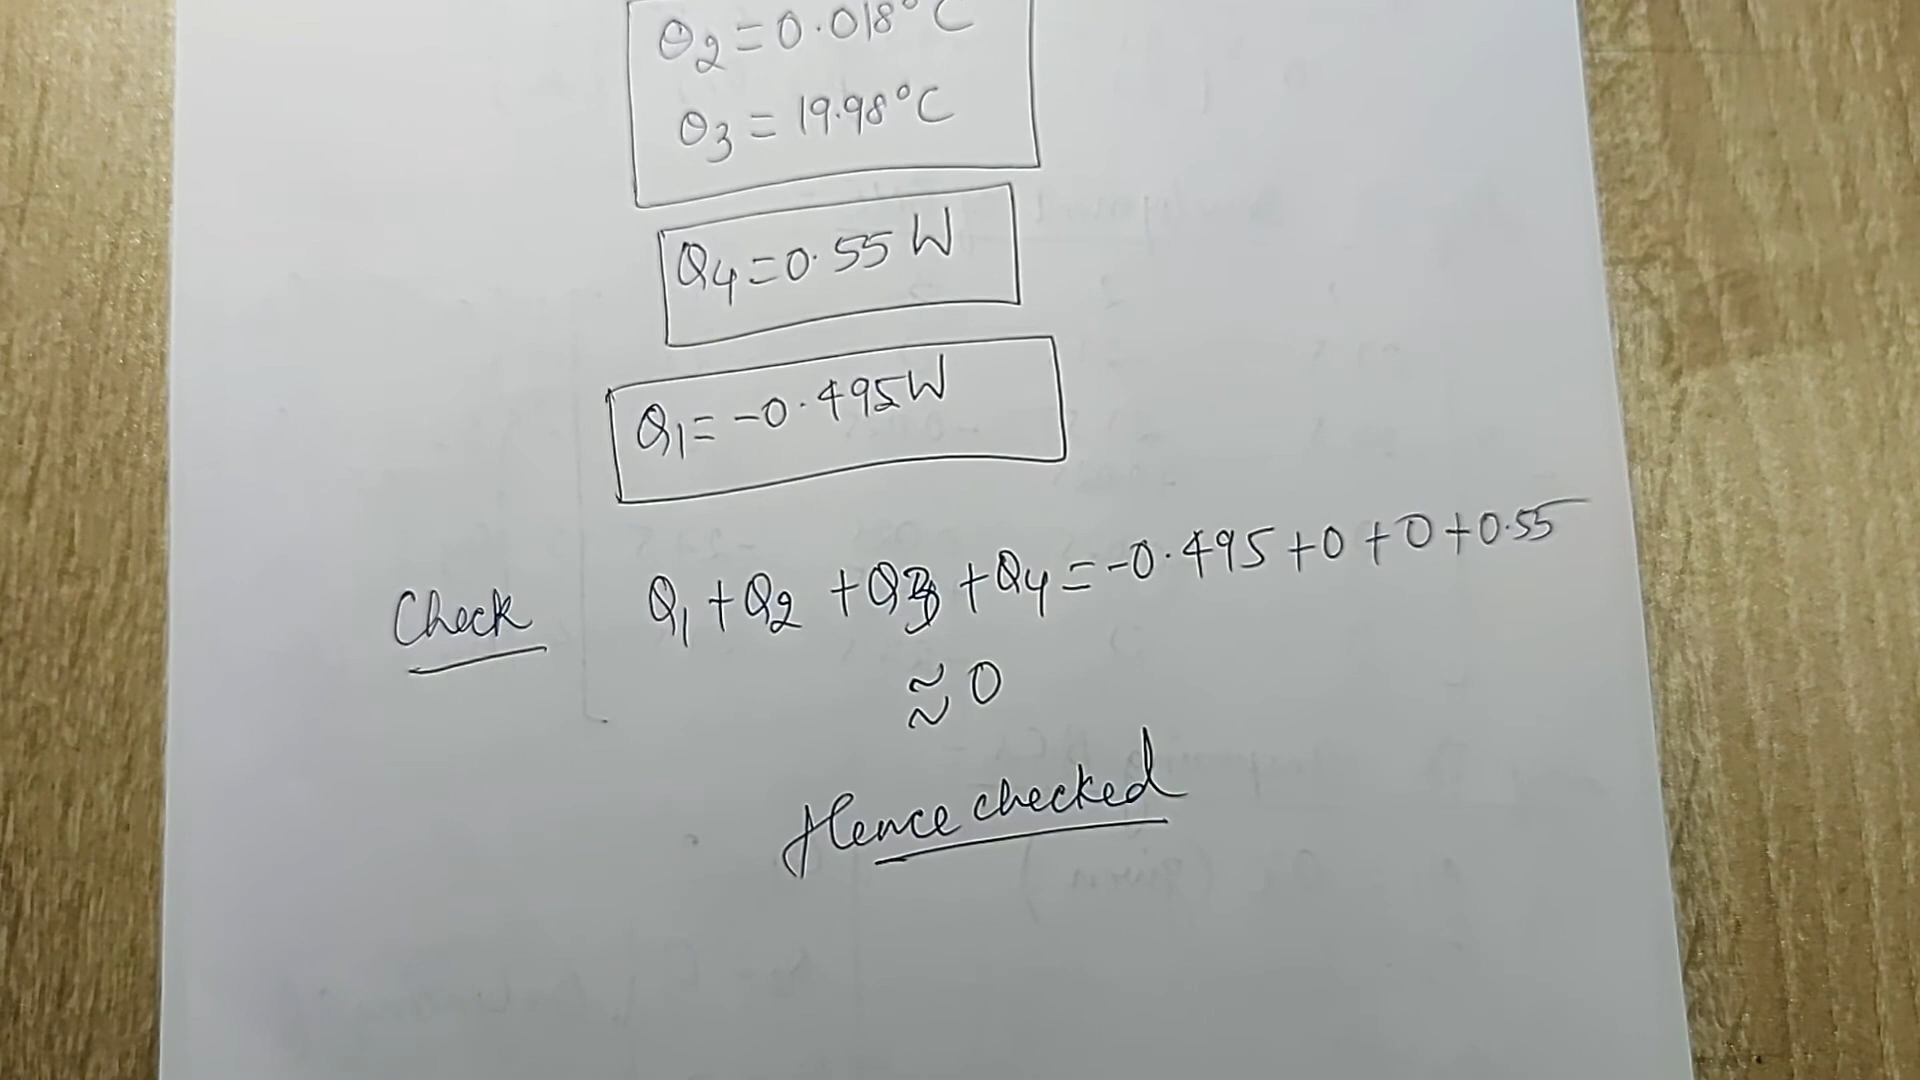 θ2 = 0.018°C
θ3 = 19.98°C
Q4 = 0.55 W
Q1 = -0.495W
Check Q1 + Q2 + Q3 + Q4 = -0.495 + 0 + 0 + 0.55
≈ 0
Hence checked